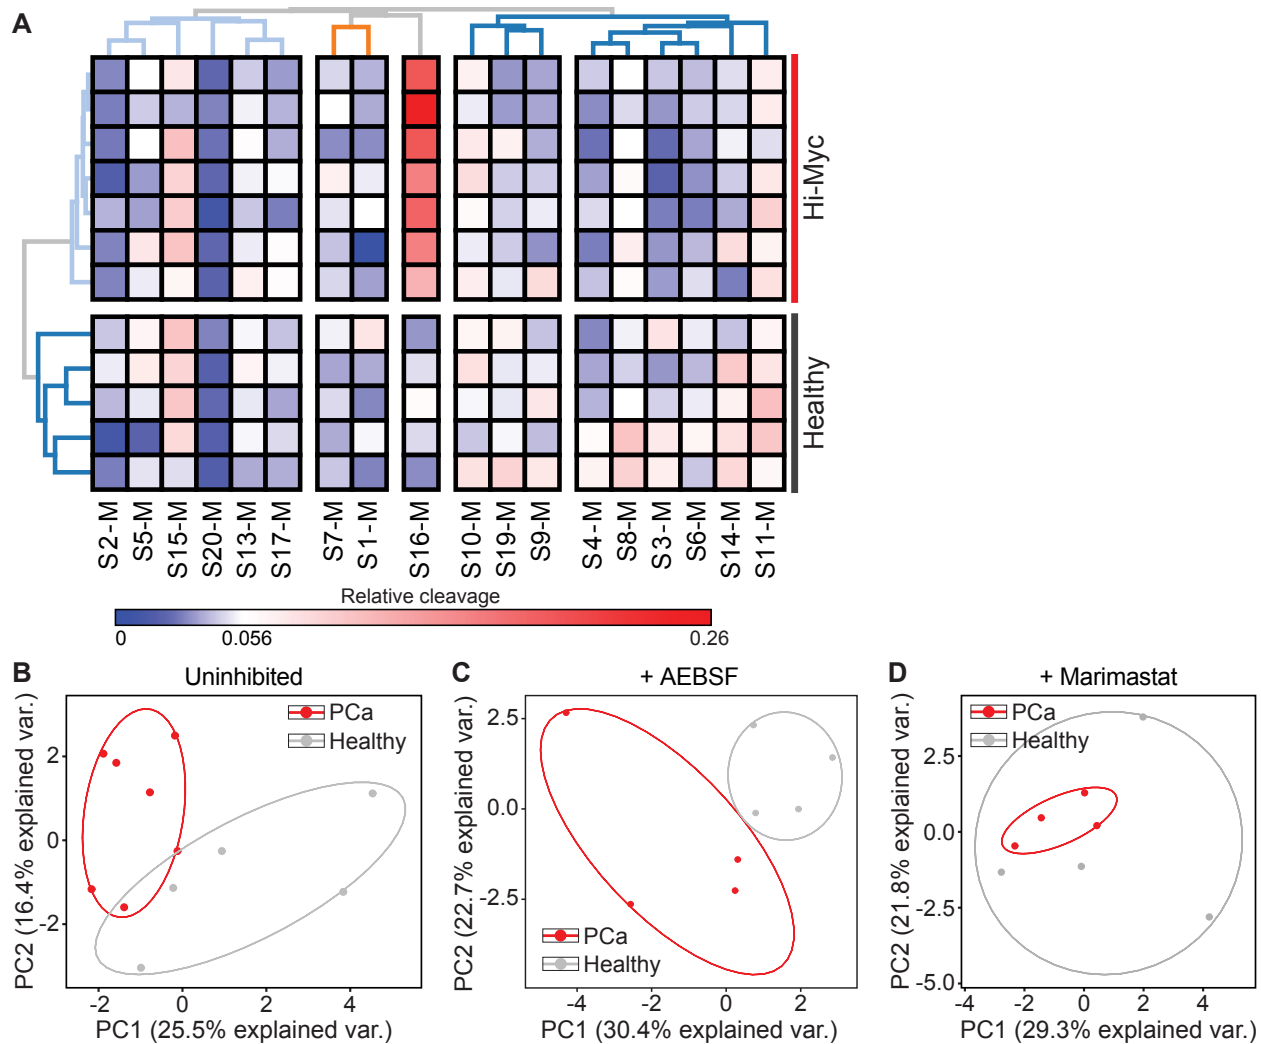 A
Hi-Myc
Healthy
S2-M
S5-M
S15-M
S20-M
S13-M
S17-M
S7-M
S1-M
S16-M
S10-M
S19-M
S9-M
S4-M
S8-M
S3-M
S6-M
S14-M
S11-M
Relative cleavage
0 0.056 0.26
B
Uninhibited
PC2 (16.4% explained var.)
2
0
-2
PCa
Healthy
-2 0 2 4
PC1 (25.5% explained var.)
C
+ AEBSF
PC2 (22.7% explained var.)
2.5
0.0
-2.5
PCa
Healthy
-4 -2 0 2
PC1 (30.4% explained var.)
D
+ Marimastat
PC2 (21.8% explained var.)
2.5
0.0
-2.5
-5.0
PCa
Healthy
-4 -2 0 2 4
PC1 (29.3% explained var.)